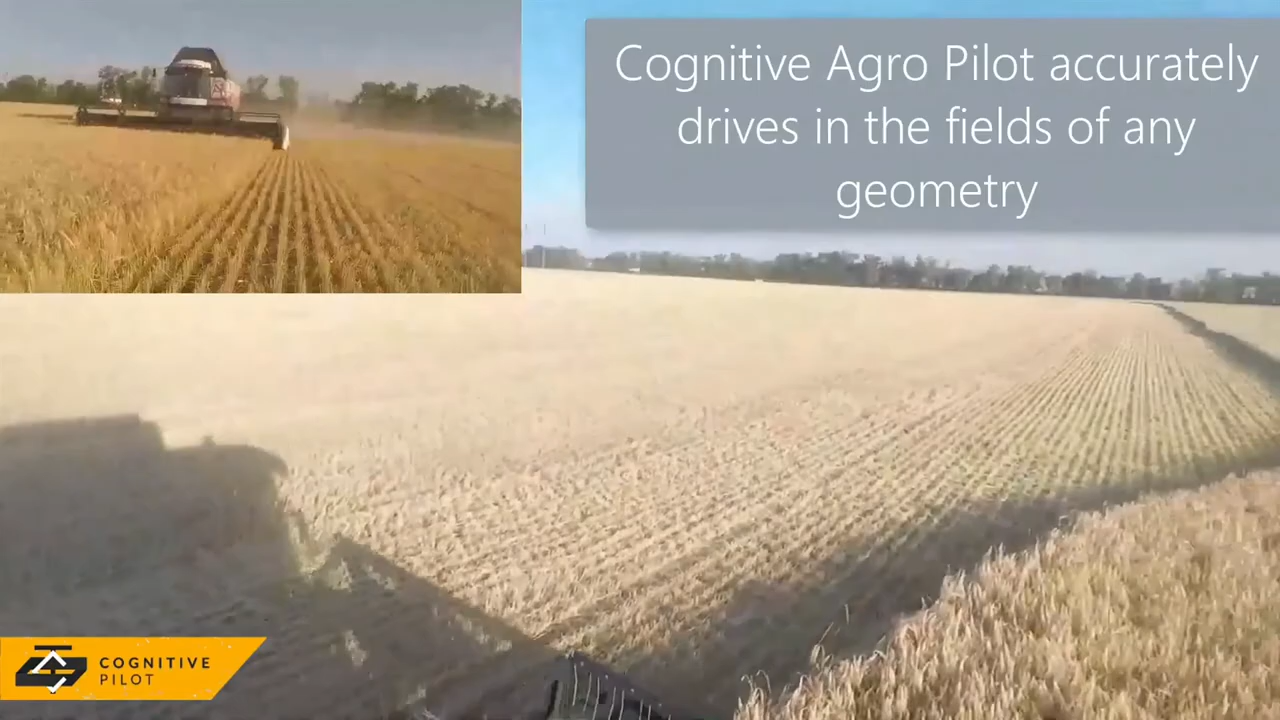 Cognitive Agro Pilot accurately
drives in the fields of any
geometry
COGNITIVE
PILOT